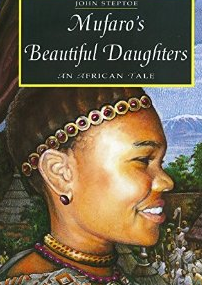 JOHN STEPTOE
Mufaro's
Beautiful Daughters
AN AFRICAN TALE